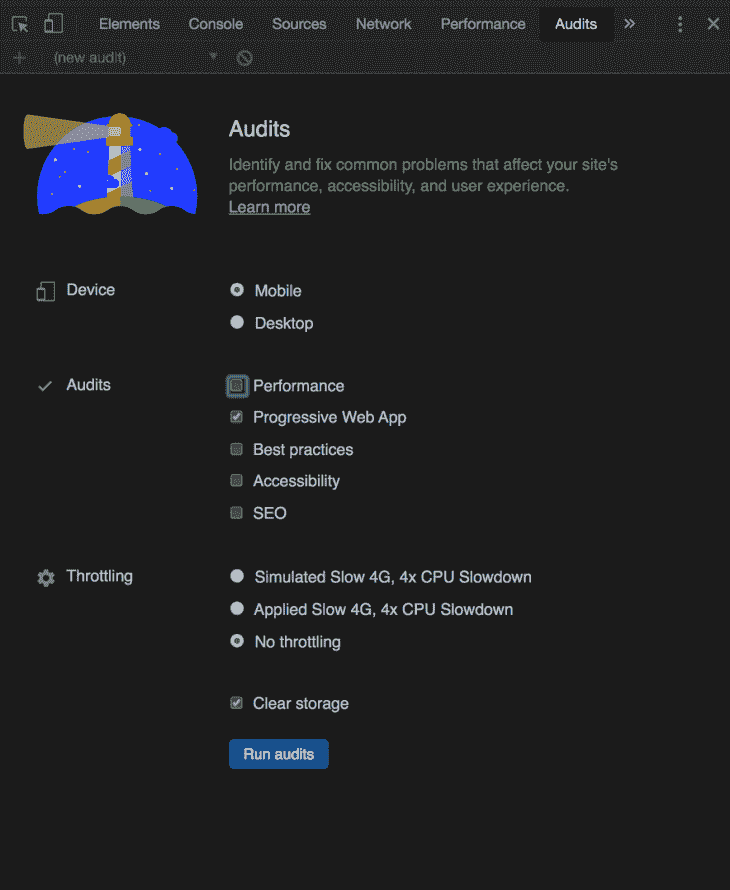 Elements Console Sources Network Performance Audits »
(new audit)
Audits
Identify and fix common problems that affect your site's
performance, accessibility, and user experience.
Learn more
Device
Mobile
Desktop
Audits
Performance
Progressive Web App
Best practices
Accessibility
SEO
Throttling
Simulated Slow 4G, 4x CPU Slowdown
Applied Slow 4G, 4x CPU Slowdown
No throttling
Clear storage
Run audits